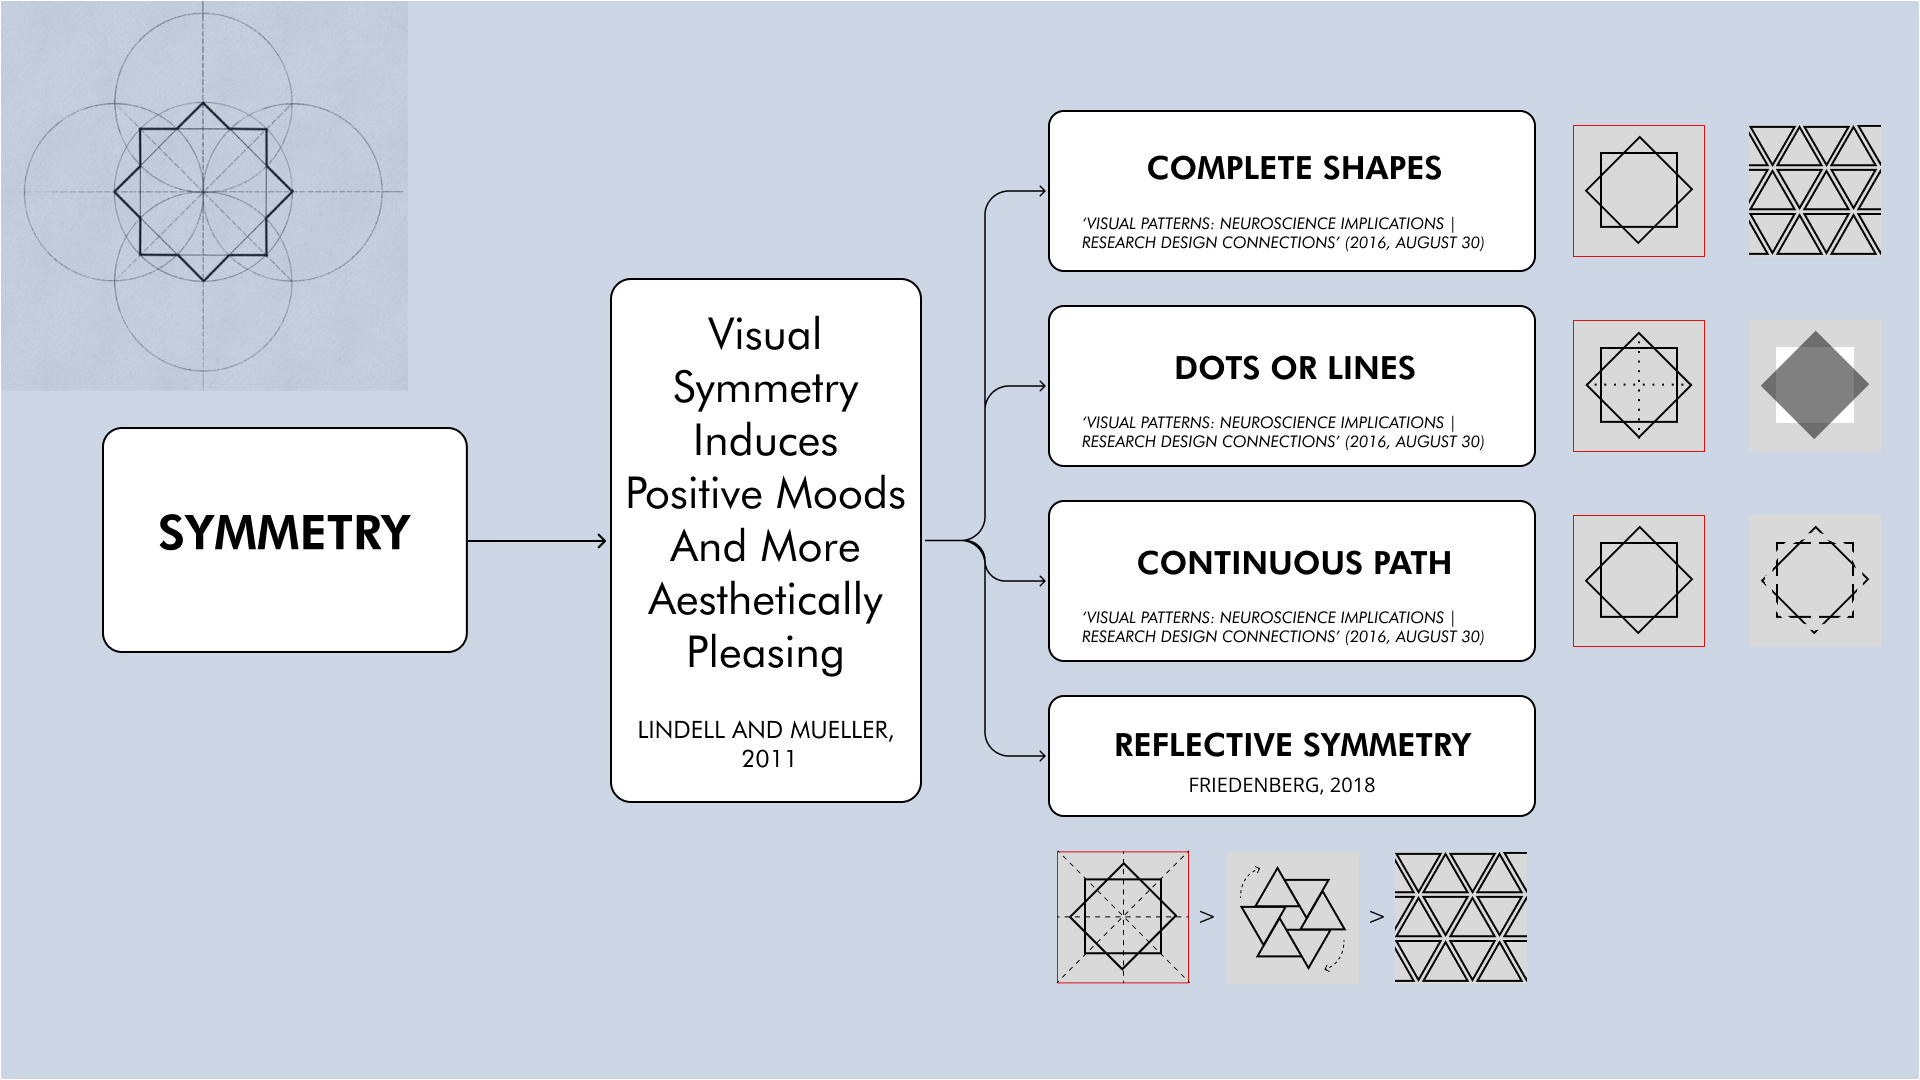 SYMMETRY
Visual
Symmetry
Induces
Positive Moods
And More
Aesthetically
Pleasing
LINDELL AND MUELLER,
2011
COMPLETE SHAPES
‘VISUAL PATTERNS: NEUROSCIENCE IMPLICATIONS |
RESEARCH DESIGN CONNECTIONS’ (2016, AUGUST 30)
DOTS OR LINES
‘VISUAL PATTERNS: NEUROSCIENCE IMPLICATIONS |
RESEARCH DESIGN CONNECTIONS’ (2016, AUGUST 30)
CONTINUOUS PATH
‘VISUAL PATTERNS: NEUROSCIENCE IMPLICATIONS |
RESEARCH DESIGN CONNECTIONS’ (2016, AUGUST 30)
REFLECTIVE SYMMETRY
FRIEDENBERG, 2018
> >